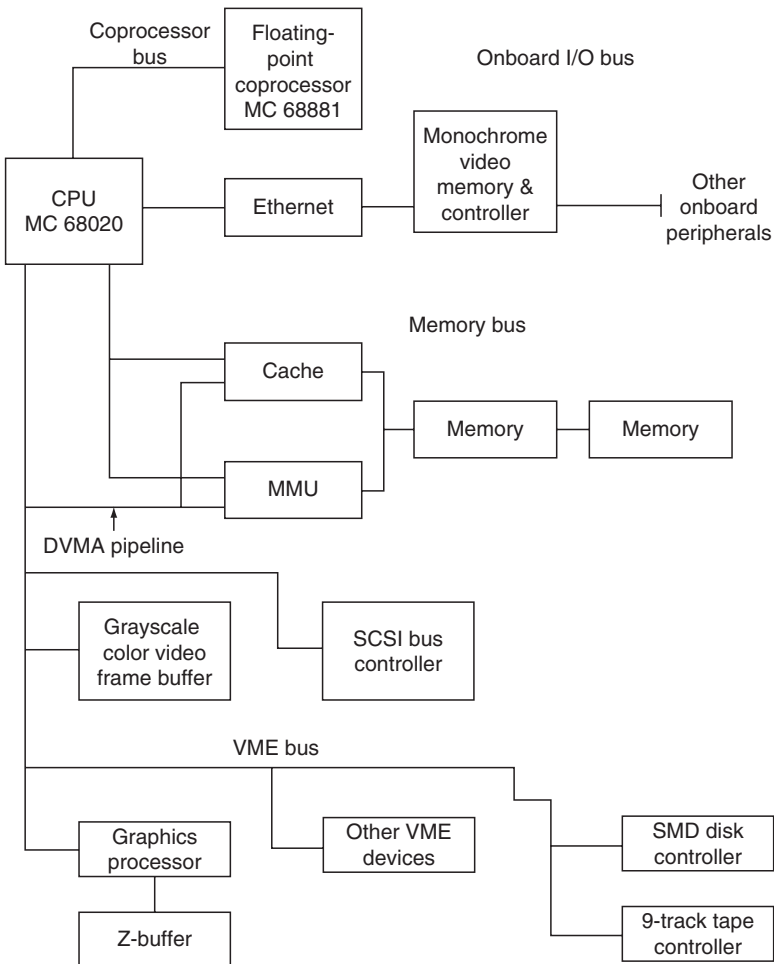 Coprocessor
bus
Floating-
point
coprocessor
MC 68881
Onboard I/O bus
CPU
MC 68020
Ethernet
Monochrome
video
memory &
controller
Other
onboard
peripherals
Memory bus
Cache
Memory
Memory
MMU
DVMA pipeline
Grayscale
color video
frame buffer
SCSI bus
controller
VME bus
Graphics
processor
Other VME
devices
SMD disk
controller
Z-buffer
9-track tape
controller